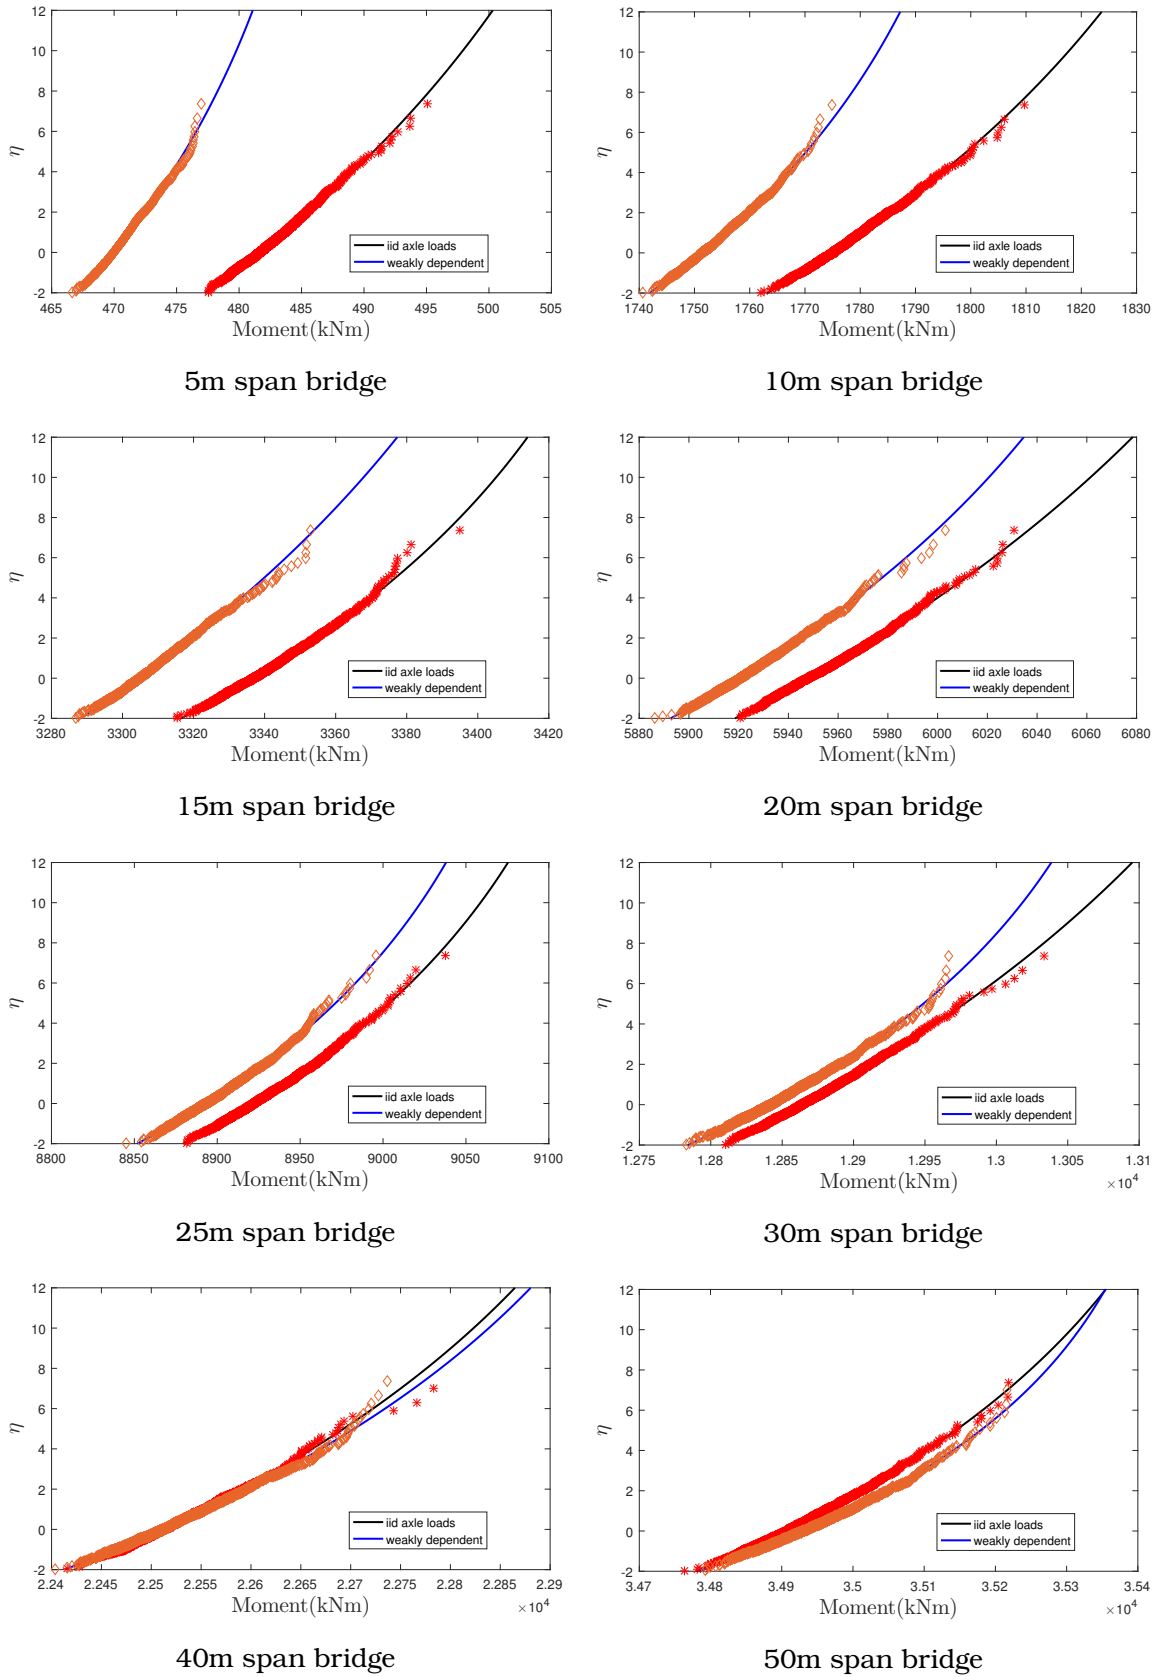 12
10
8
6
4
2
0
-2
η
465 470 475 480 485 490 495 500 505
Moment(kNm)
iid axle loads
weakly dependent
5m span bridge
12
10
8
6
4
2
0
-2
η
1740 1750 1760 1770 1780 1790 1800 1810 1820 1830
Moment(kNm)
iid axle loads
weakly dependent
10m span bridge
12
10
8
6
4
2
0
-2
η
3280 3300 3320 3340 3360 3380 3400 3420
Moment(kNm)
iid axle loads
weakly dependent
15m span bridge
12
10
8
6
4
2
0
-2
η
5880 5900 5920 5940 5960 5980 6000 6020 6040 6060 6080
Moment(kNm)
iid axle loads
weakly dependent
20m span bridge
12
10
8
6
4
2
0
-2
η
8800 8850 8900 8950 9000 9050 9100
Moment(kNm)
iid axle loads
weakly dependent
25m span bridge
12
10
8
6
4
2
0
-2
η
1.275 1.28 1.285 1.29 1.295 1.3 1.305 1.31
Moment(kNm) ×10⁴
iid axle loads
weakly dependent
30m span bridge
12
10
8
6
4
2
0
-2
η
2.24 2.245 2.25 2.255 2.26 2.265 2.27 2.275 2.28 2.285 2.29
Moment(kNm) ×10⁴
iid axle loads
weakly dependent
40m span bridge
12
10
8
6
4
2
0
-2
η
3.47 3.48 3.49 3.5 3.51 3.52 3.53 3.54
Moment(kNm) ×10⁴
iid axle loads
weakly dependent
50m span bridge